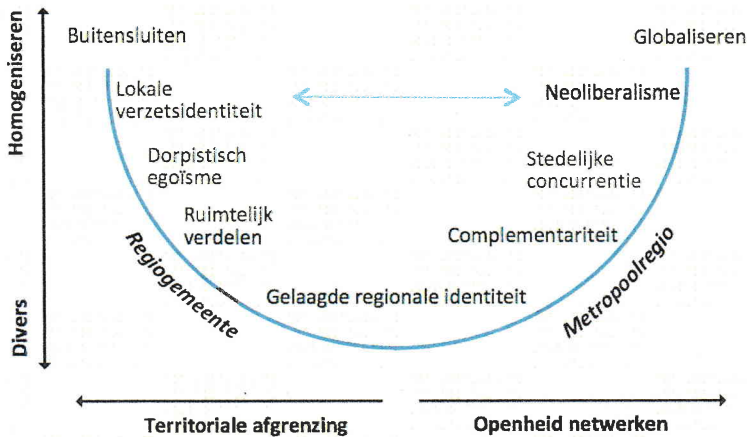 Homogeniseren
Divers
Buitensluiten
Globaliseren
Lokale
verzetsidentiteit
Neoliberalisme
Dorpistisch
egoïsme
Stedelijke
concurrentie
Ruimtelijk
verdelen
Complementariteit
Regiogemeente
Gelaagde regionale identiteit
Metropoolregio
Territoriale afgrenzing
Openheid netwerken